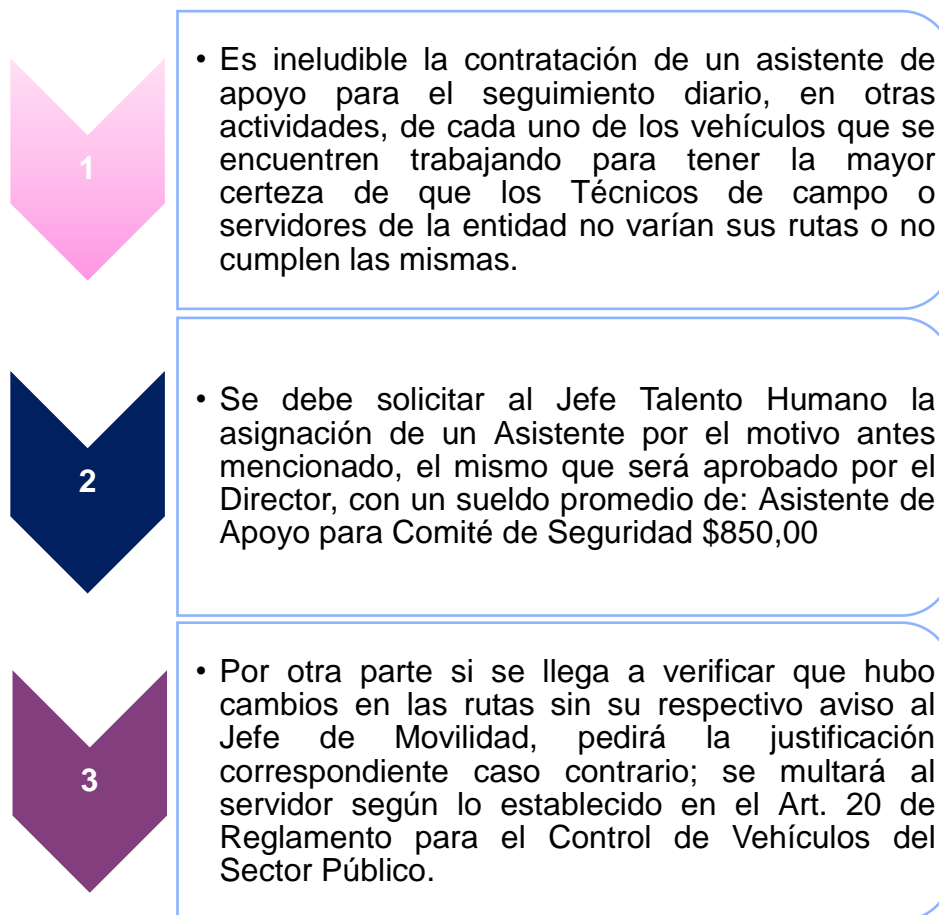 1
• Es ineludible la contratación de un asistente de
apoyo para el seguimiento diario, en otras
actividades, de cada uno de los vehículos que se
encuentren trabajando para tener la mayor
certeza de que los Técnicos de campo o
servidores de la entidad no varían sus rutas o no
cumplen las mismas.
2
• Se debe solicitar al Jefe Talento Humano la
asignación de un Asistente por el motivo antes
mencionado, el mismo que será aprobado por el
Director, con un sueldo promedio de: Asistente de
Apoyo para Comité de Seguridad $850,00
3
• Por otra parte si se llega a verificar que hubo
cambios en las rutas sin su respectivo aviso al
Jefe de Movilidad, pedirá la justificación
correspondiente caso contrario; se multará al
servidor según lo establecido en el Art. 20 de
Reglamento para el Control de Vehículos del
Sector Público.